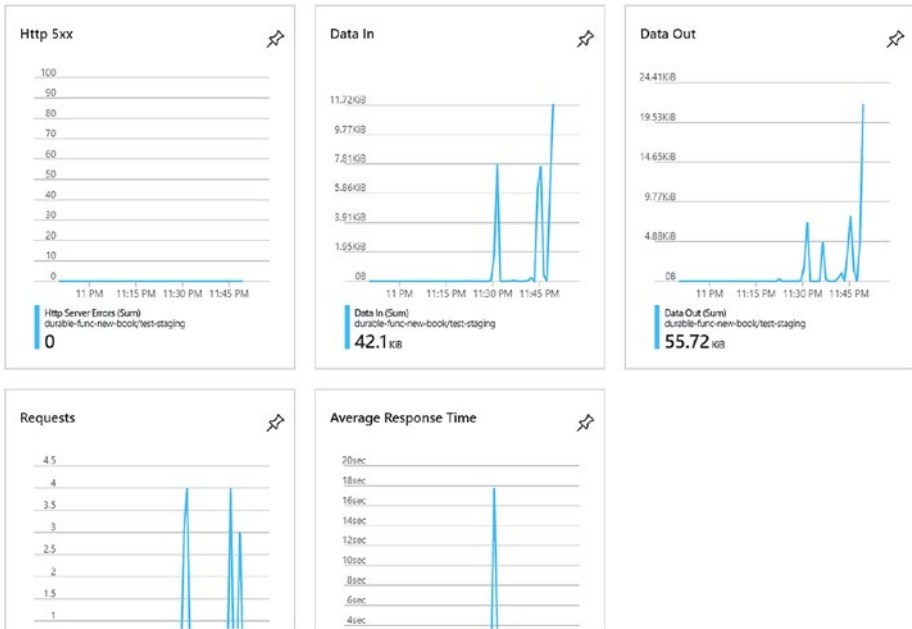 Http 5xx
100
90
80
70
60
50
40
30
20
10
0
11 PM 11:15 PM 11:30 PM 11:45 PM
Http Server Errors (Sum)
durable-func-new-book/test-staging
0
Data In
11.72KiB
9.77KiB
7.81KiB
5.86KiB
3.91KiB
1.95KiB
0B
11 PM 11:15 PM 11:30 PM 11:45 PM
Data In (Sum)
durable-func-new-book/test-staging
42.1 KiB
Data Out
24.41KiB
19.53KiB
14.65KiB
9.77KiB
4.88KiB
0B
11 PM 11:15 PM 11:30 PM 11:45 PM
Data Out (Sum)
durable-func-new-book/test-staging
55.72 KiB
Requests
4.5
4
3.5
3
2.5
2
1.5
1
Average Response Time
20sec
18sec
16sec
14sec
12sec
10sec
8sec
6sec
4sec